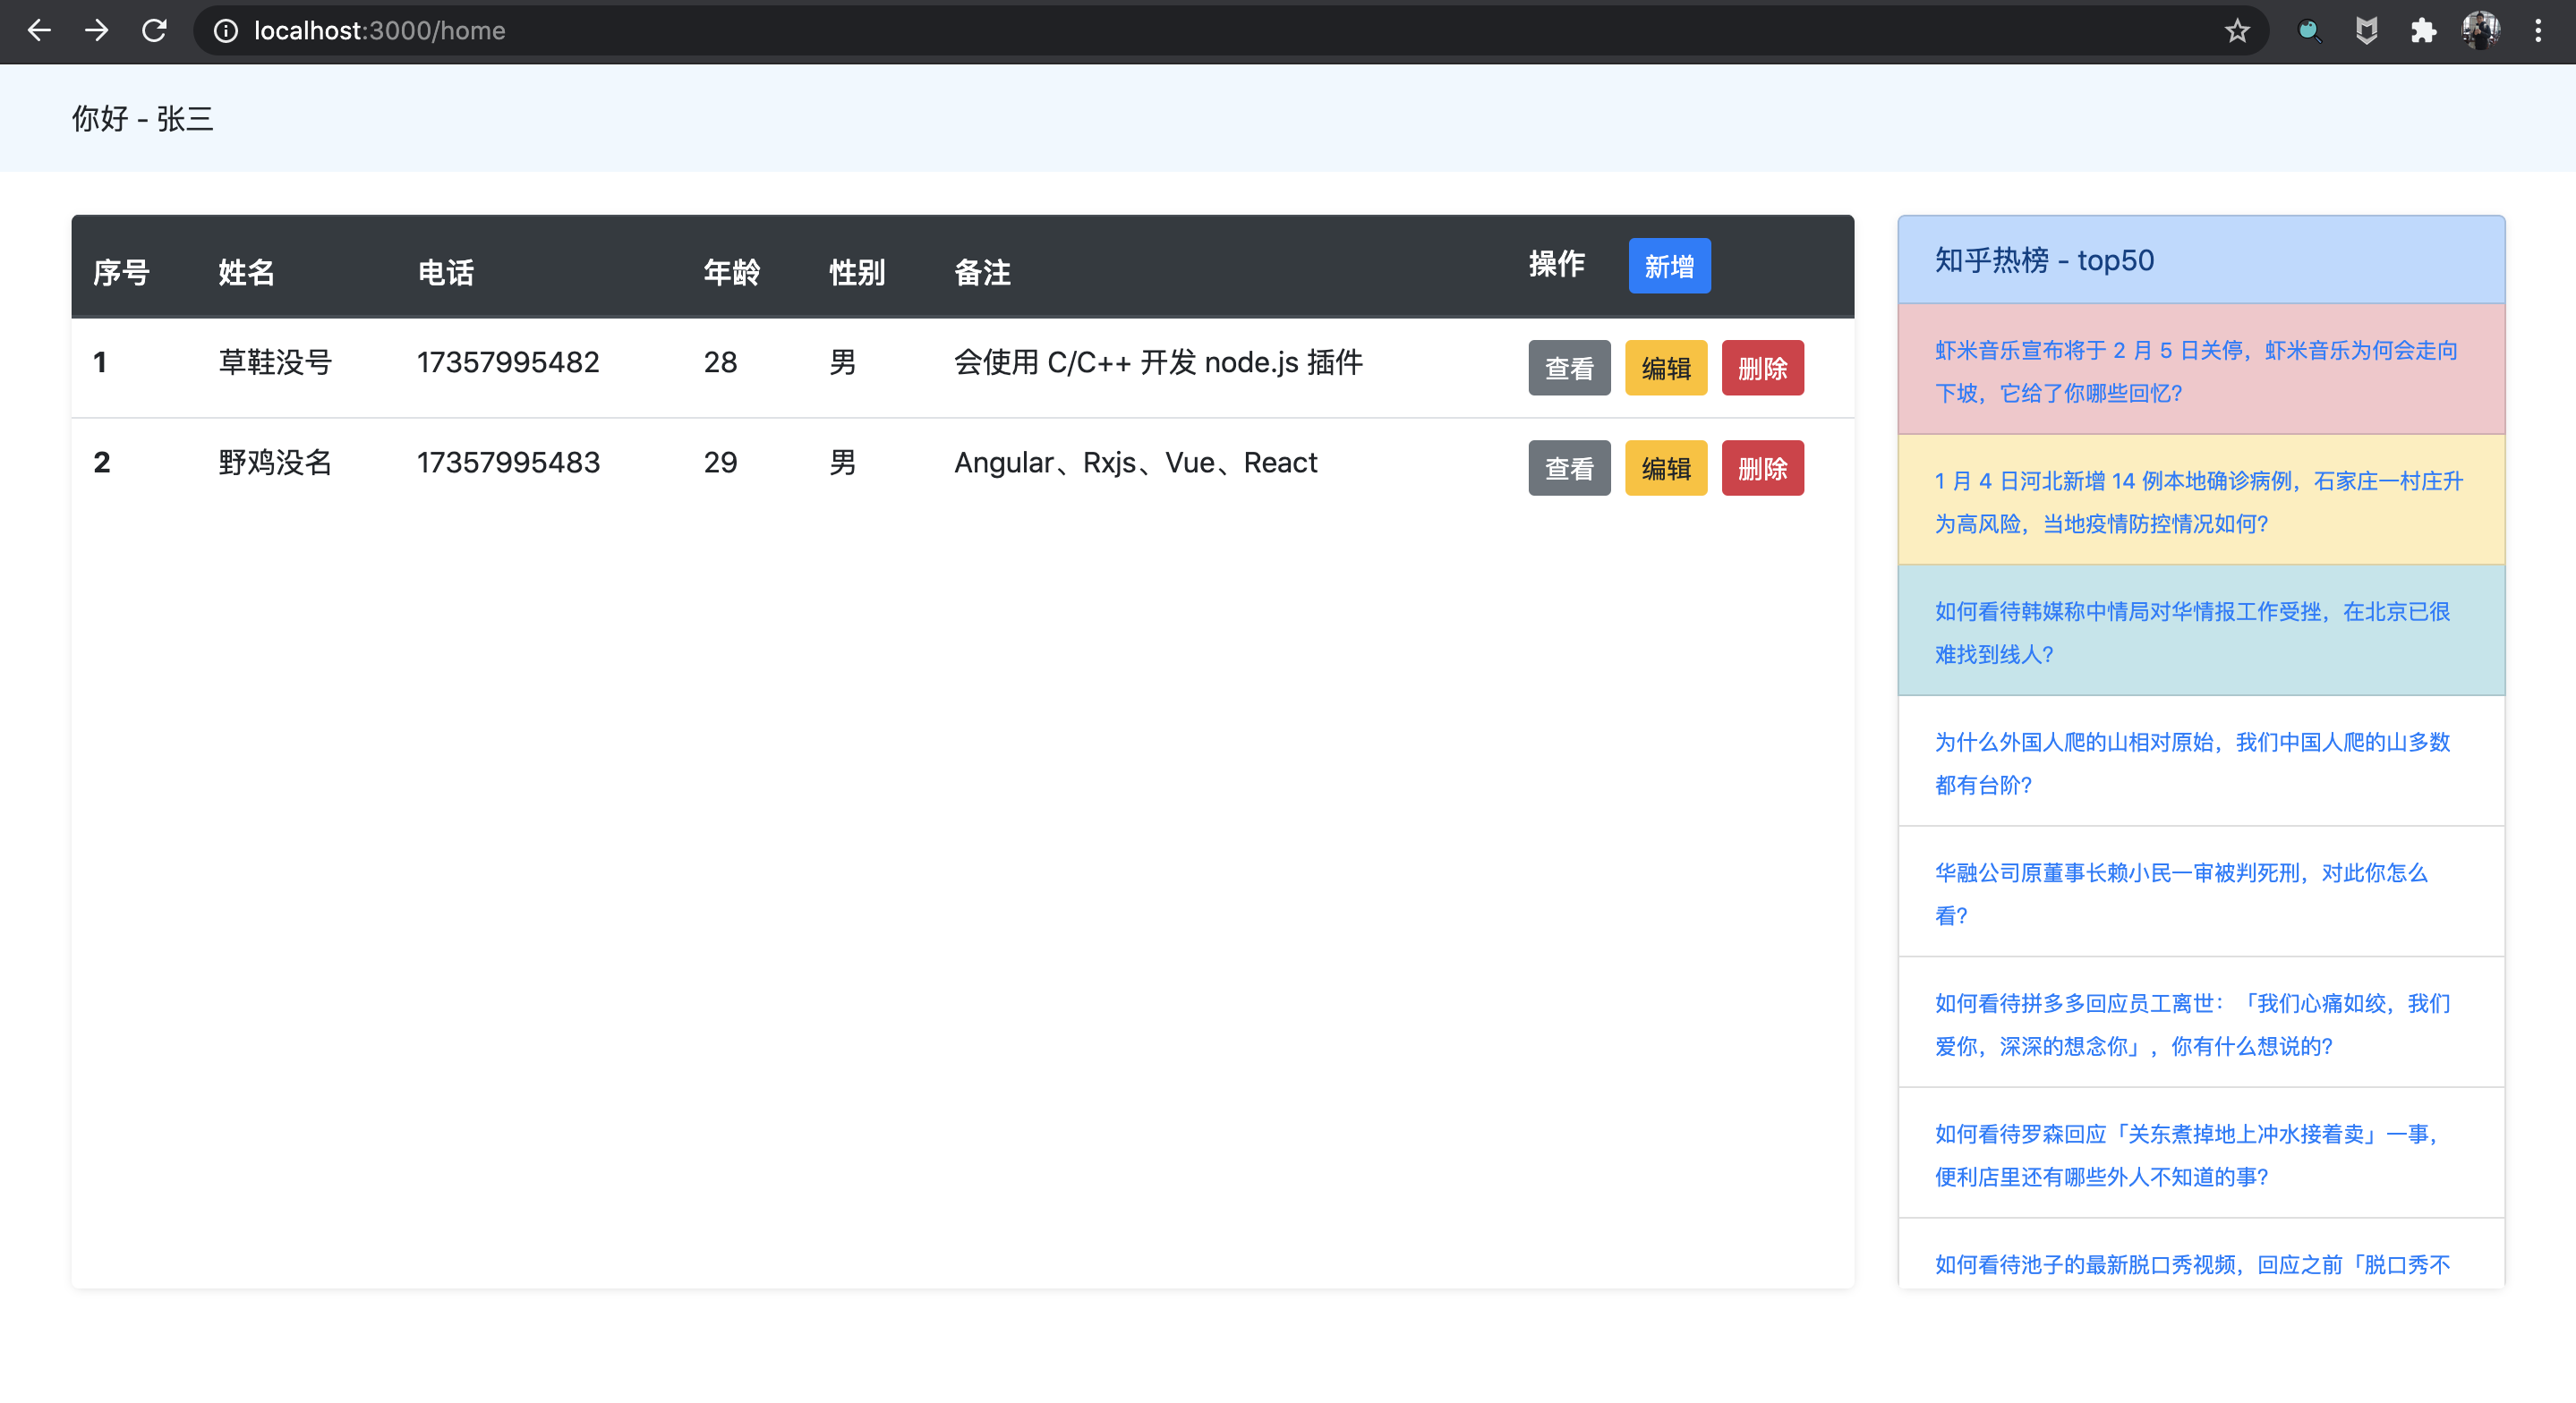 localhost:3000/home
你好 - 张三
序号 姓名 电话 年龄 性别 备注 操作 新增
1 草鞋没号 17357995482 28 男 会使用 C/C++ 开发 node.js 插件 查看 编辑 删除
2 野鸡没名 17357995483 29 男 Angular、Rxjs、Vue、React 查看 编辑 删除
知乎热榜 - top50
虾米音乐宣布将于 2 月 5 日关停，虾米音乐为何会走向
下坡，它给了你哪些回忆？
1 月 4 日河北新增 14 例本地确诊病例，石家庄一村庄升
为高风险，当地疫情防控情况如何？
如何看待韩媒称中情局对华情报工作受挫，在北京已很
难找到线人？
为什么外国人爬的山相对原始，我们中国人爬的山多数
都有台阶？
华融公司原董事长赖小民一审被判死刑，对此你怎么
看？
如何看待拼多多回应员工离世：「我们心痛如绞，我们
爱你，深深的想念你」，你有什么想说的？
如何看待罗森回应「关东煮掉地上冲水接着卖」一事，
便利店里还有哪些外人不知道的事？
如何看待池子的最新脱口秀视频，回应之前「脱口秀不